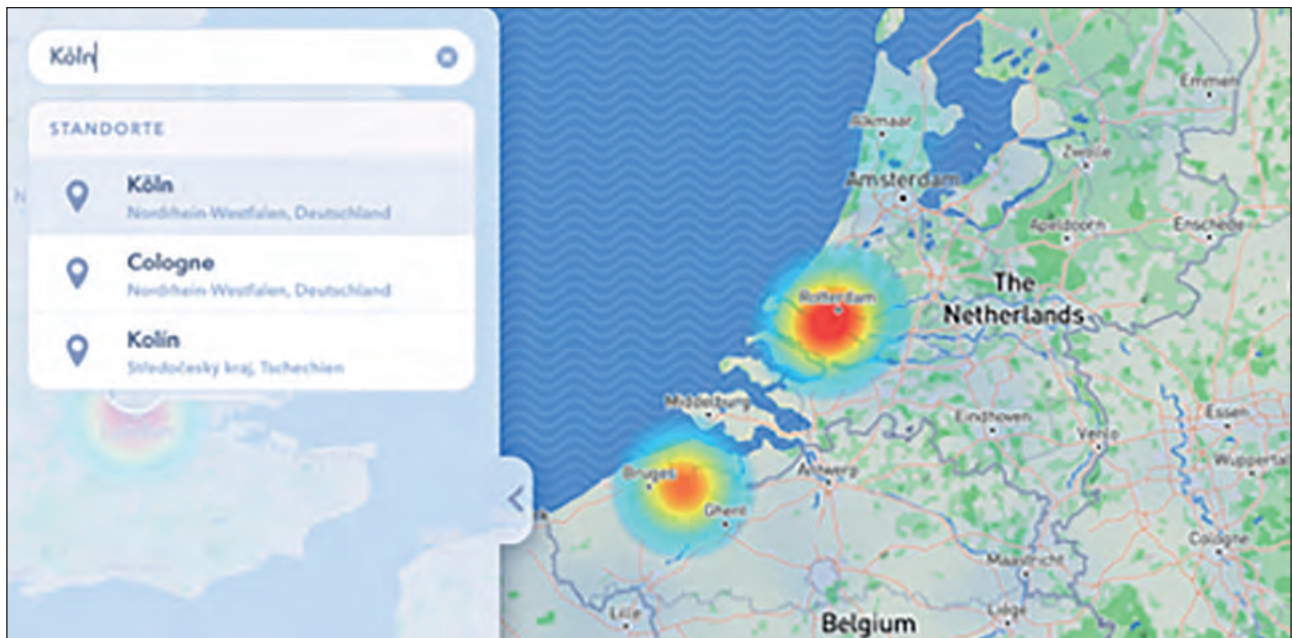 Köln
STANDORTE
Köln
Nordrhein-Westfalen, Deutschland
Cologne
Nordrhein-Westfalen, Deutschland
Kolín
Středočeský kraj, Tschechien
N
Emmen
Alkmaar
Zwolle
Amsterdam
Apeldoorn
Enschede
Rotterdam
The
Netherlands
Middelburg
Eindhoven
Essen
Venlo
Wuppertal
Bruges
Antwerp
Ghent
Cologne
Maastricht
Lille
Liège
Belgium